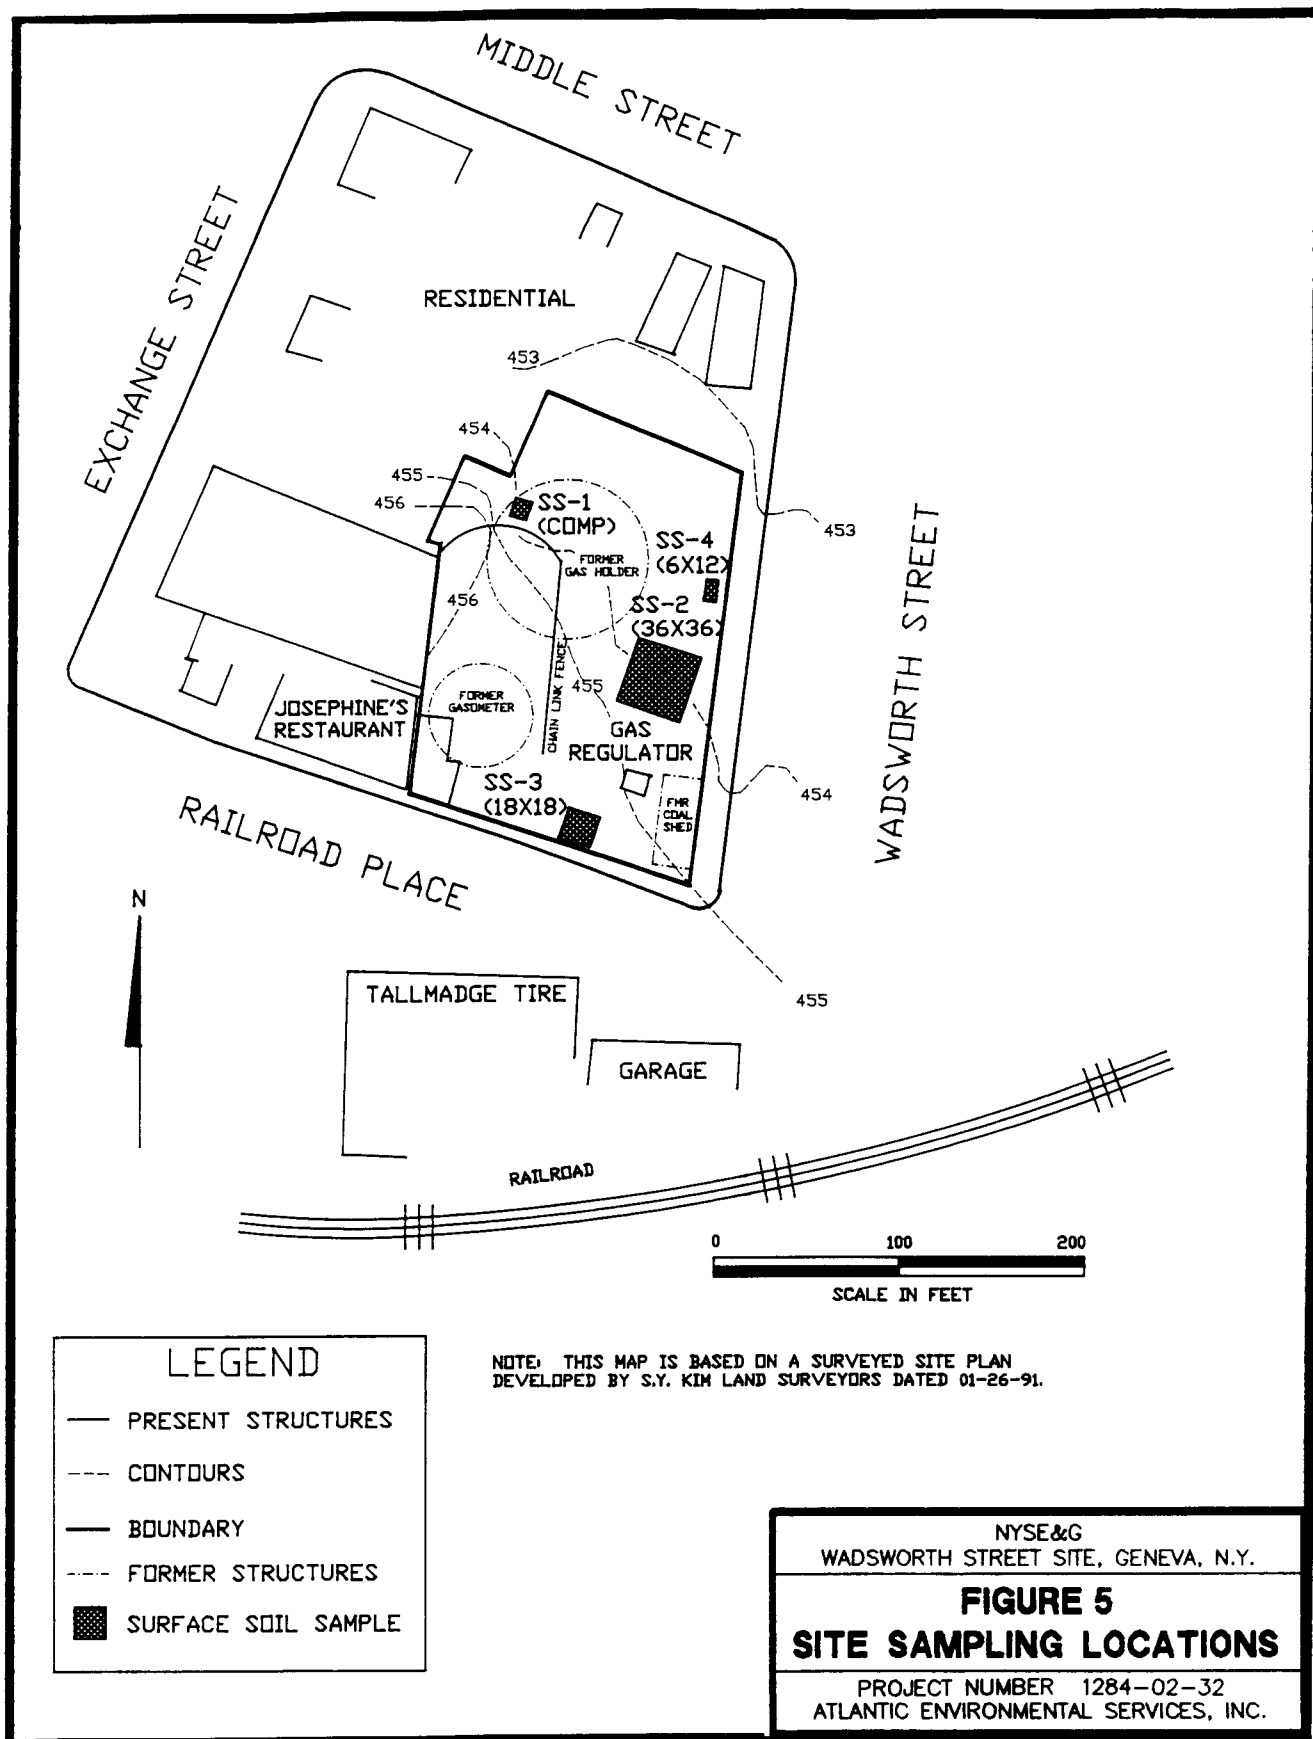 MIDDLE STREET
EXCHANGE STREET
RESIDENTIAL
453
454
455
456
SS-1
(COMP)
453
SS-4
(6X12)
FORMER
GAS HOLDER
WADSWORTH STREET
456
SS-2
(36X36)
CHAIN LINK FENCE
455
FORMER
GASOMETER
JOSEPHINE'S
RESTAURANT
GAS
REGULATOR
SS-3
(18X18)
454
FMR
COAL
SHED
RAILROAD PLACE
N
TALLMADGE TIRE
455
GARAGE
RAILROAD
0 100 200
SCALE IN FEET
LEGEND
PRESENT STRUCTURES
CONTOURS
BOUNDARY
FORMER STRUCTURES
SURFACE SOIL SAMPLE
NOTE: THIS MAP IS BASED ON A SURVEYED SITE PLAN
DEVELOPED BY S.Y. KIM LAND SURVEYORS DATED 01-26-91.
NYSE&G
WADSWORTH STREET SITE, GENEVA, N.Y.
FIGURE 5
SITE SAMPLING LOCATIONS
PROJECT NUMBER 1284-02-32
ATLANTIC ENVIRONMENTAL SERVICES, INC.